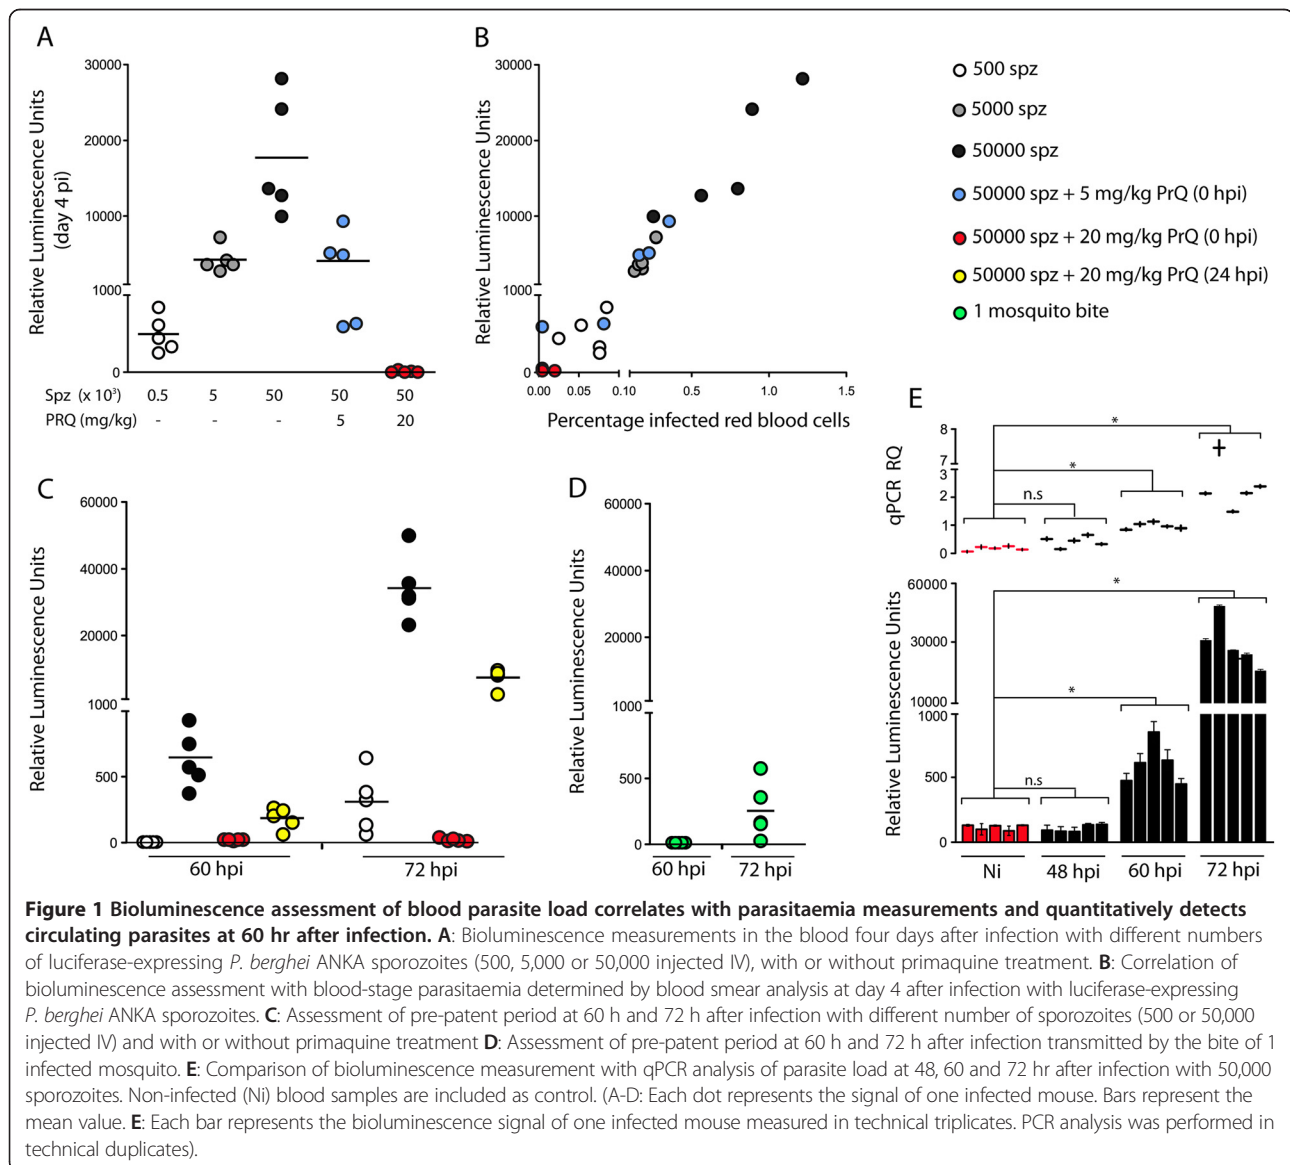 A
Relative Luminescence Units
(day 4 pi)
30000
20000
10000
1000
0
Spz (x 10³) 0.5 5 50 50 50
PRQ (mg/kg) - - - 5 20
B
Relative Luminescence Units
30000
20000
10000
1000
0
0.00 0.05 0.10 0.5 1.0 1.5
Percentage infected red blood cells
500 spz
5000 spz
50000 spz
50000 spz + 5 mg/kg PrQ (0 hpi)
50000 spz + 20 mg/kg PrQ (0 hpi)
50000 spz + 20 mg/kg PrQ (24 hpi)
1 mosquito bite
C
Relative Luminescence Units
60000
40000
20000
1000
500
0
60 hpi 72 hpi
D
Relative Luminescence Units
60000
40000
20000
1000
500
0
60 hpi 72 hpi
E
qPCR RQ
8
7
3
2
1
0
n.s
*
*
Relative Luminescence Units
60000
30000
10000
1000
500
0
n.s
*
*
Ni 48 hpi 60 hpi 72 hpi
Figure 1 Bioluminescence assessment of blood parasite load correlates with parasitaemia measurements and quantitatively detects
circulating parasites at 60 hr after infection. A: Bioluminescence measurements in the blood four days after infection with different numbers
of luciferase-expressing P. berghei ANKA sporozoites (500, 5,000 or 50,000 injected IV), with or without primaquine treatment. B: Correlation of
bioluminescence assessment with blood-stage parasitaemia determined by blood smear analysis at day 4 after infection with luciferase-expressing
P. berghei ANKA sporozoites. C: Assessment of pre-patent period at 60 h and 72 h after infection with different number of sporozoites (500 or 50,000
injected IV) and with or without primaquine treatment D: Assessment of pre-patent period at 60 h and 72 h after infection transmitted by the bite of 1
infected mosquito. E: Comparison of bioluminescence measurement with qPCR analysis of parasite load at 48, 60 and 72 hr after infection with 50,000
sporozoites. Non-infected (Ni) blood samples are included as control. (A-D: Each dot represents the signal of one infected mouse. Bars represent the
mean value. E: Each bar represents the bioluminescence signal of one infected mouse measured in technical triplicates. PCR analysis was performed in
technical duplicates).